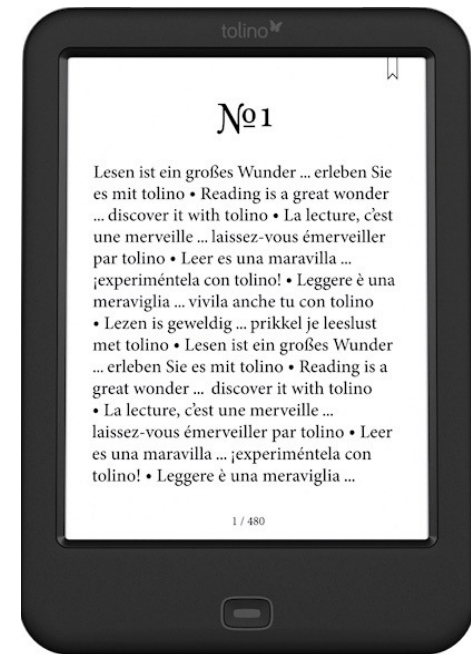 tolino
№1
Lesen ist ein großes Wunder ... erleben Sie
es mit tolino • Reading is a great wonder
... discover it with tolino • La lecture, c’est
une merveille ... laissez-vous émerveiller
par tolino • Leer es una maravilla ...
¡experiméntela con tolino! • Leggere è una
meraviglia ... vivila anche tu con tolino
• Lezen is geweldig ... prikkel je leeslust
met tolino • Lesen ist ein großes Wunder
... erleben Sie es mit tolino • Reading is a
great wonder ... discover it with tolino
• La lecture, c’est une merveille ...
laissez-vous émerveiller par tolino • Leer
es una maravilla ... ¡experiméntela con
tolino! • Leggere è una meraviglia ...
1 / 480